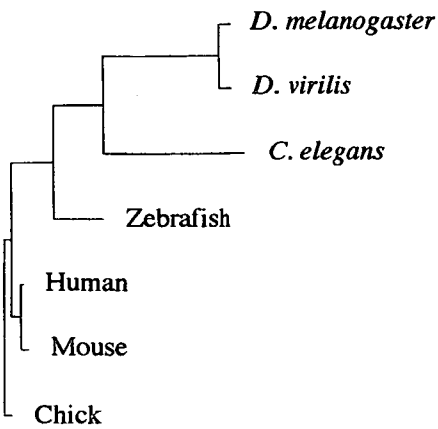 D. melanogaster
D. virilis
C. elegans
Zebrafish
Human
Mouse
Chick